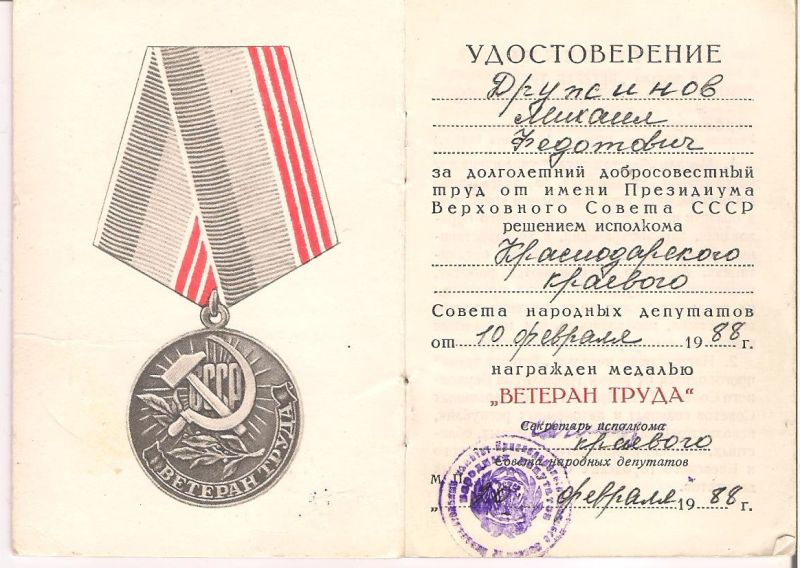 СССР
ВЕТЕРАН ТРУДА
УДОСТОВЕРЕНИЕ
Дружинов
Михаил
Федотович
за долголетний добросовестный
труд от имени Президиума
Верховного Совета СССР
решением исполкома
Краснодарского
краевого
Совета народных депутатов
от 10 февраля 1988 г.
награжден медалью
„ВЕТЕРАН ТРУДА“
Секретарь исполкома
краевого
Совета народных депутатов
М. П.
февраля 1988 г.